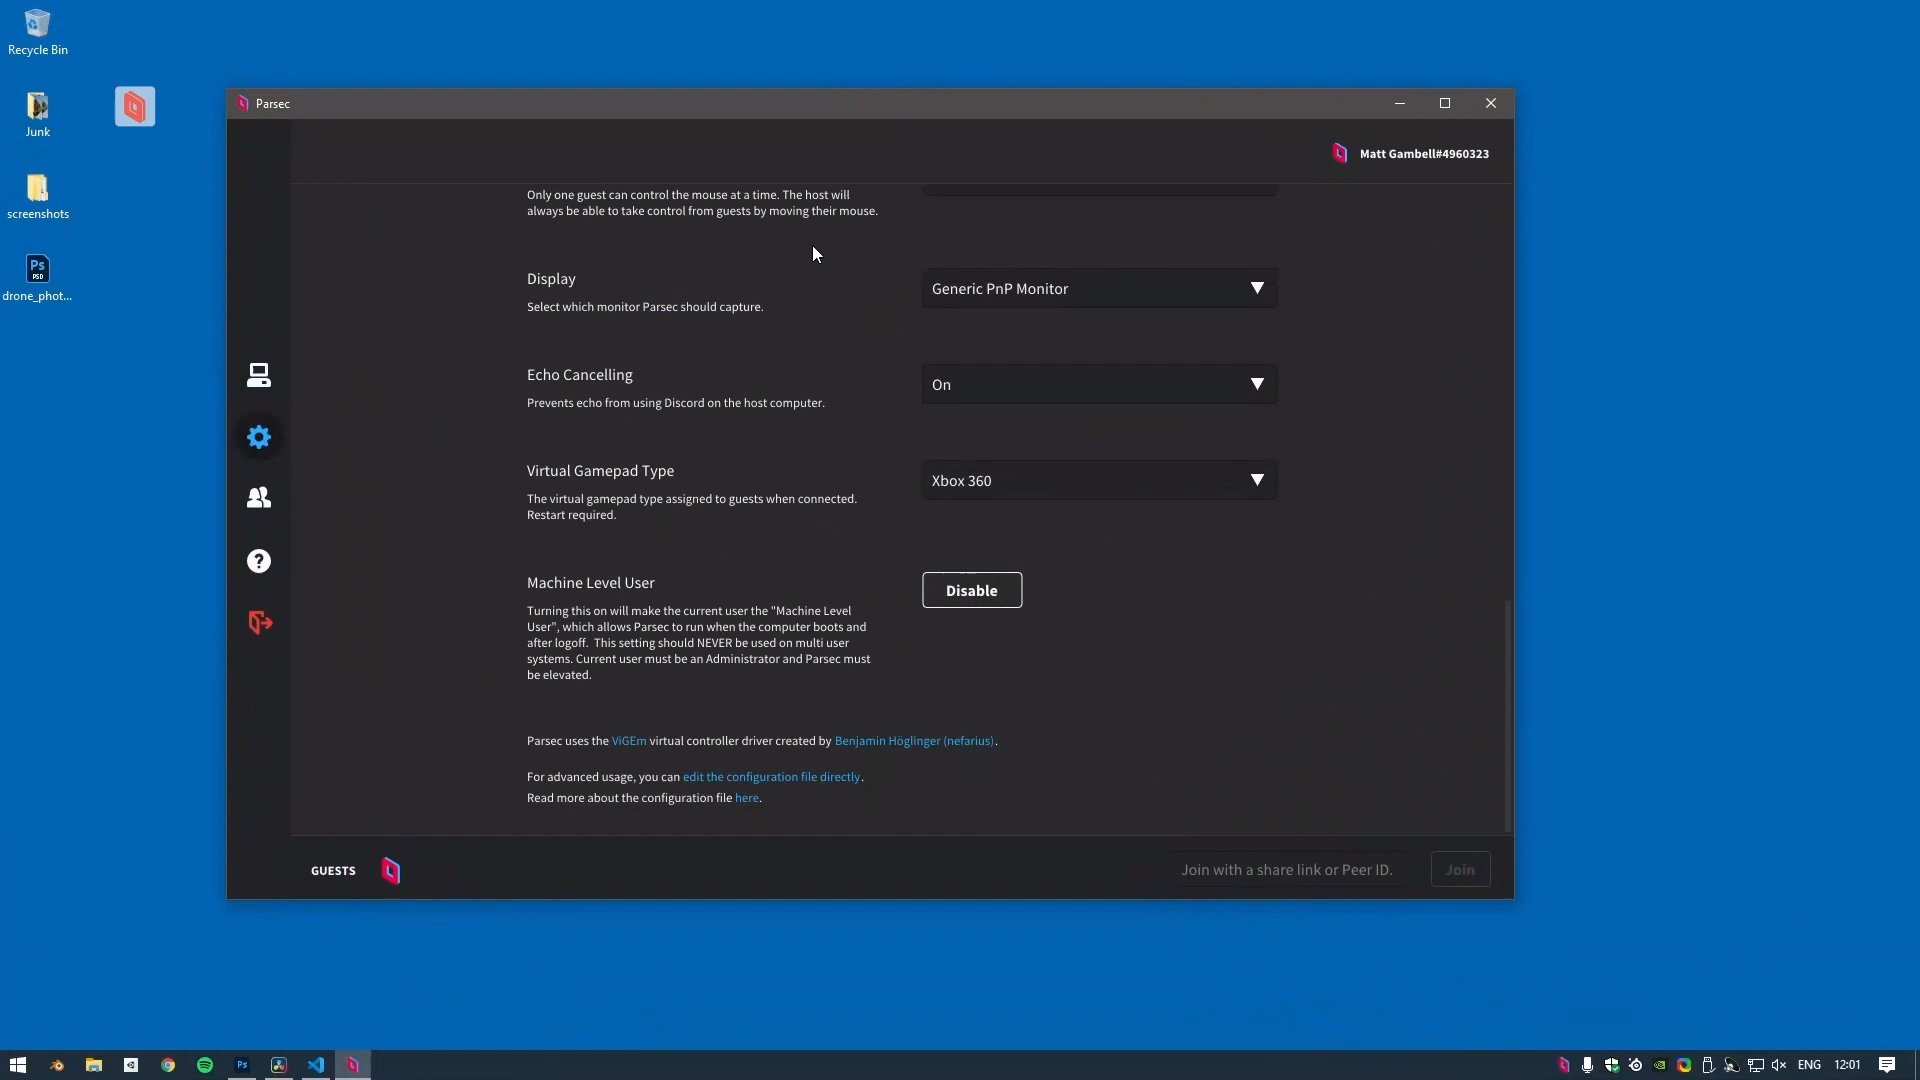 Recycle Bin
Junk
screenshots
Ps
PSD
drone_phot...
Parsec
Matt Gambell#4960323
Only one guest can control the mouse at a time. The host will
always be able to take control from guests by moving their mouse.
Display
Select which monitor Parsec should capture.
Generic PnP Monitor
Echo Cancelling
Prevents echo from using Discord on the host computer.
On
Virtual Gamepad Type
The virtual gamepad type assigned to guests when connected.
Restart required.
Xbox 360
Machine Level User
Turning this on will make the current user the "Machine Level
User", which allows Parsec to run when the computer boots and
after logoff. This setting should NEVER be used on multi user
systems. Current user must be an Administrator and Parsec must
be elevated.
Disable
Parsec uses the ViGEm virtual controller driver created by Benjamin Höglinger (nefarius).
For advanced usage, you can edit the configuration file directly.
Read more about the configuration file here.
GUESTS
Join with a share link or Peer ID.
Join
Ps
ENG
12:01